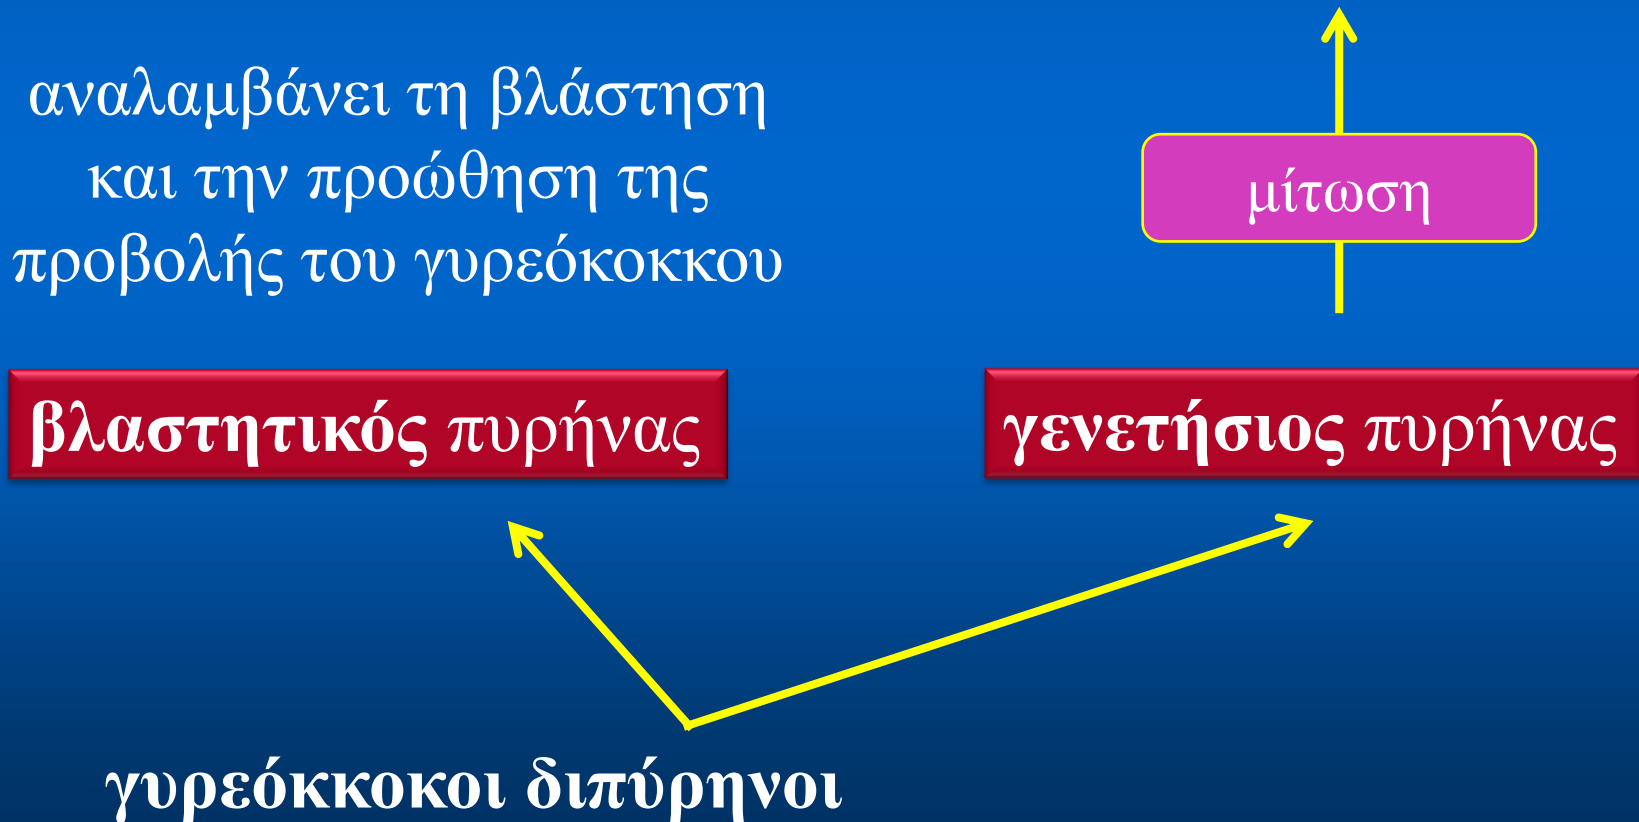 αναλαμβάνει τη βλάστηση
και την προώθηση της
προβολής του γυρεόκοκκου
μίτωση
βλαστητικός πυρήνας
γενετήσιος πυρήνας
γυρεόκκοκοι διπύρηνοι